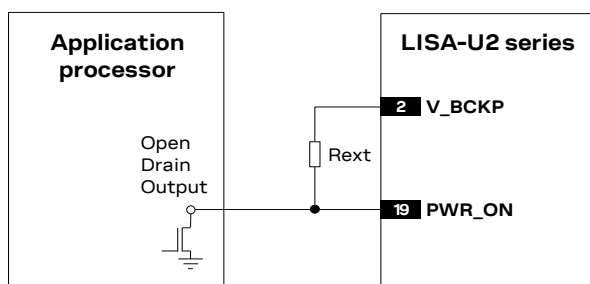 Application
processor
LISA-U2 series
2 V_BCKP
Open
Drain
Output
Rext
19 PWR_ON